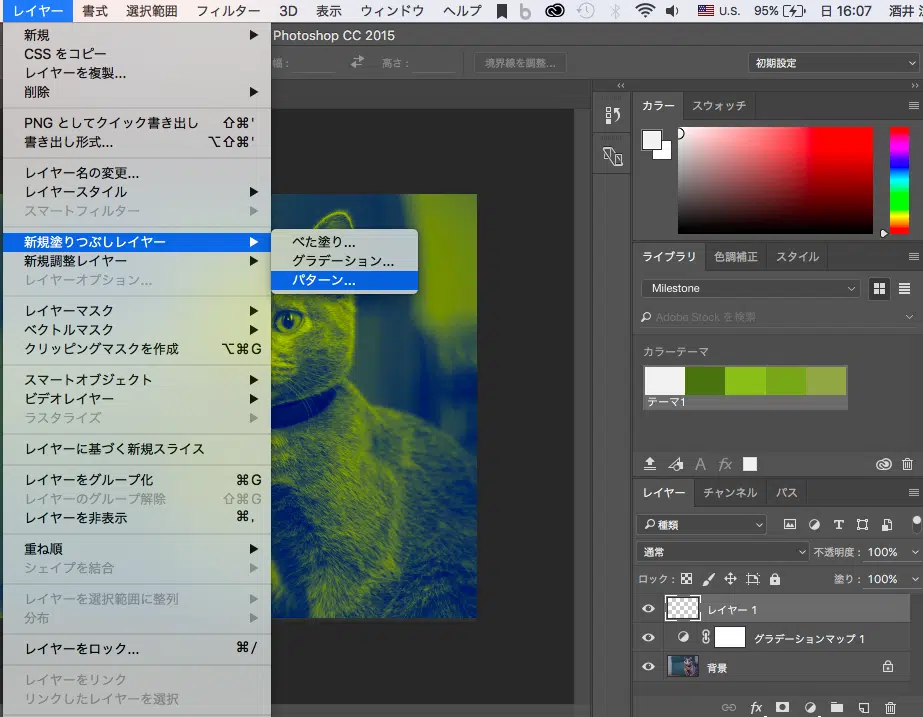 レイヤー 書式 選択範囲 フィルター 3D 表示 ウィンドウ ヘルプ U.S. 95% 日 16:07 酒井
Photoshop CC 2015
幅: 高さ: 境界線を調整... 初期設定
新規
CSS をコピー
レイヤーを複製...
削除
PNG としてクイック書き出し ⇧⌘'
書き出し形式... ⌥⇧⌘'
レイヤー名の変更...
レイヤースタイル
スマートフィルター
新規塗りつぶしレイヤー
新規調整レイヤー
レイヤーオプション...
レイヤーマスク
ベクトルマスク
クリッピングマスクを作成 ⌥⌘G
スマートオブジェクト
ビデオレイヤー
ラスタライズ
レイヤーに基づく新規スライス
レイヤーをグループ化 ⌘G
レイヤーのグループ解除 ⇧⌘G
レイヤーを非表示 ⌘,
重ね順
シェイプを結合
レイヤーを選択範囲に整列
分布
レイヤーをロック... ⌘/
レイヤーをリンク
リンクしたレイヤーを選択
べた塗り...
グラデーション...
パターン...
カラー スウォッチ
ライブラリ 色調補正 スタイル
Milestone
Adobe Stock を検索
カラーテーマ
テーマ1
A fx
レイヤー チャンネル パス
種類 T
通常 不透明度: 100%
ロック: 塗り: 100%
レイヤー 1
グラデーションマップ 1
背景
fx